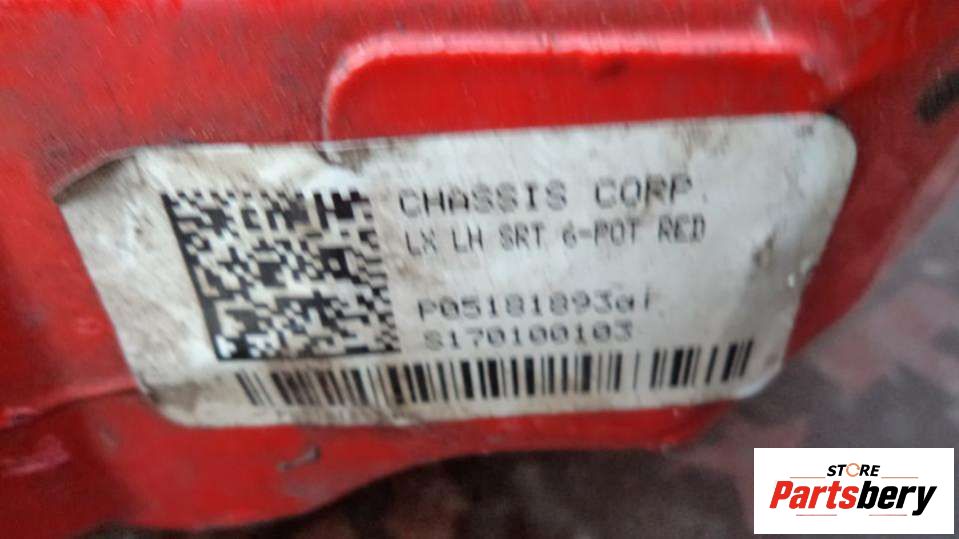 CHASSIS CORP.
LX LH SRT 6-POT RED
P05181893ai
S170100103
STORE
Partsbery